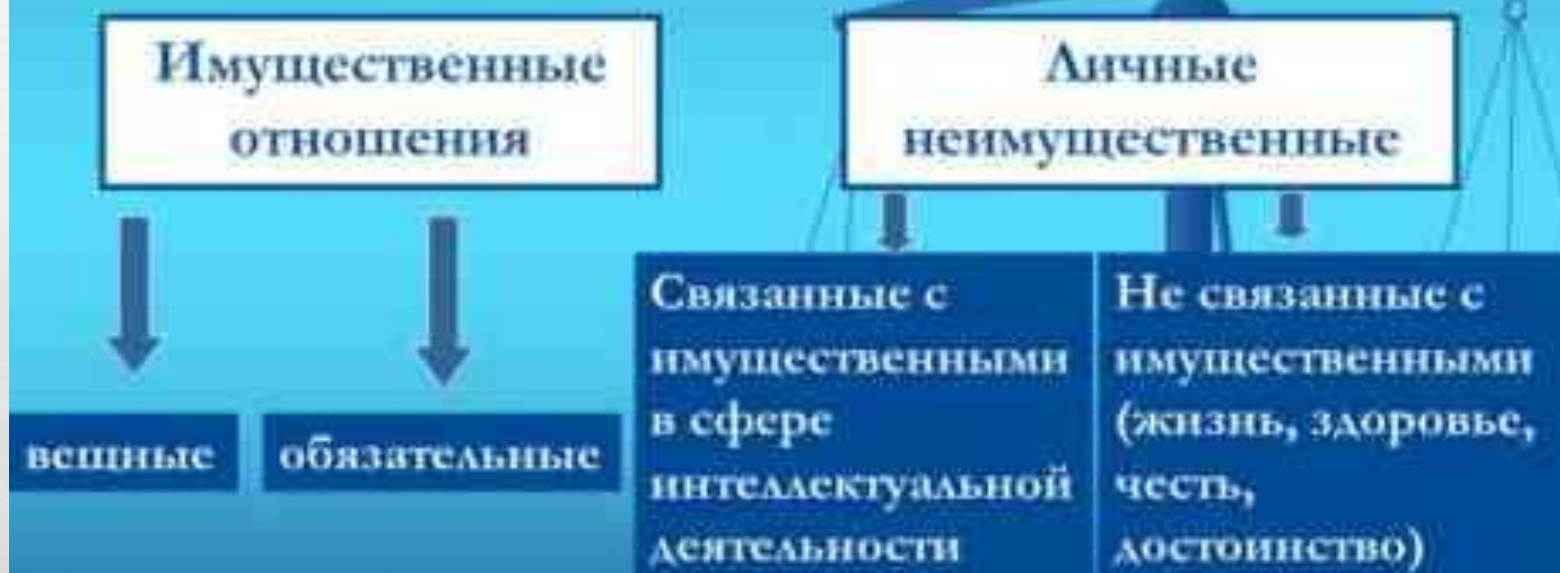 Имущественные
отношения
Личные
неимущественные
вещные
обязательные
Связанные с
имущественными
в сфере
интеллектуальной
деятельности
Не связанные с
имущественными
(жизнь, здоровье,
честь,
достоинство)